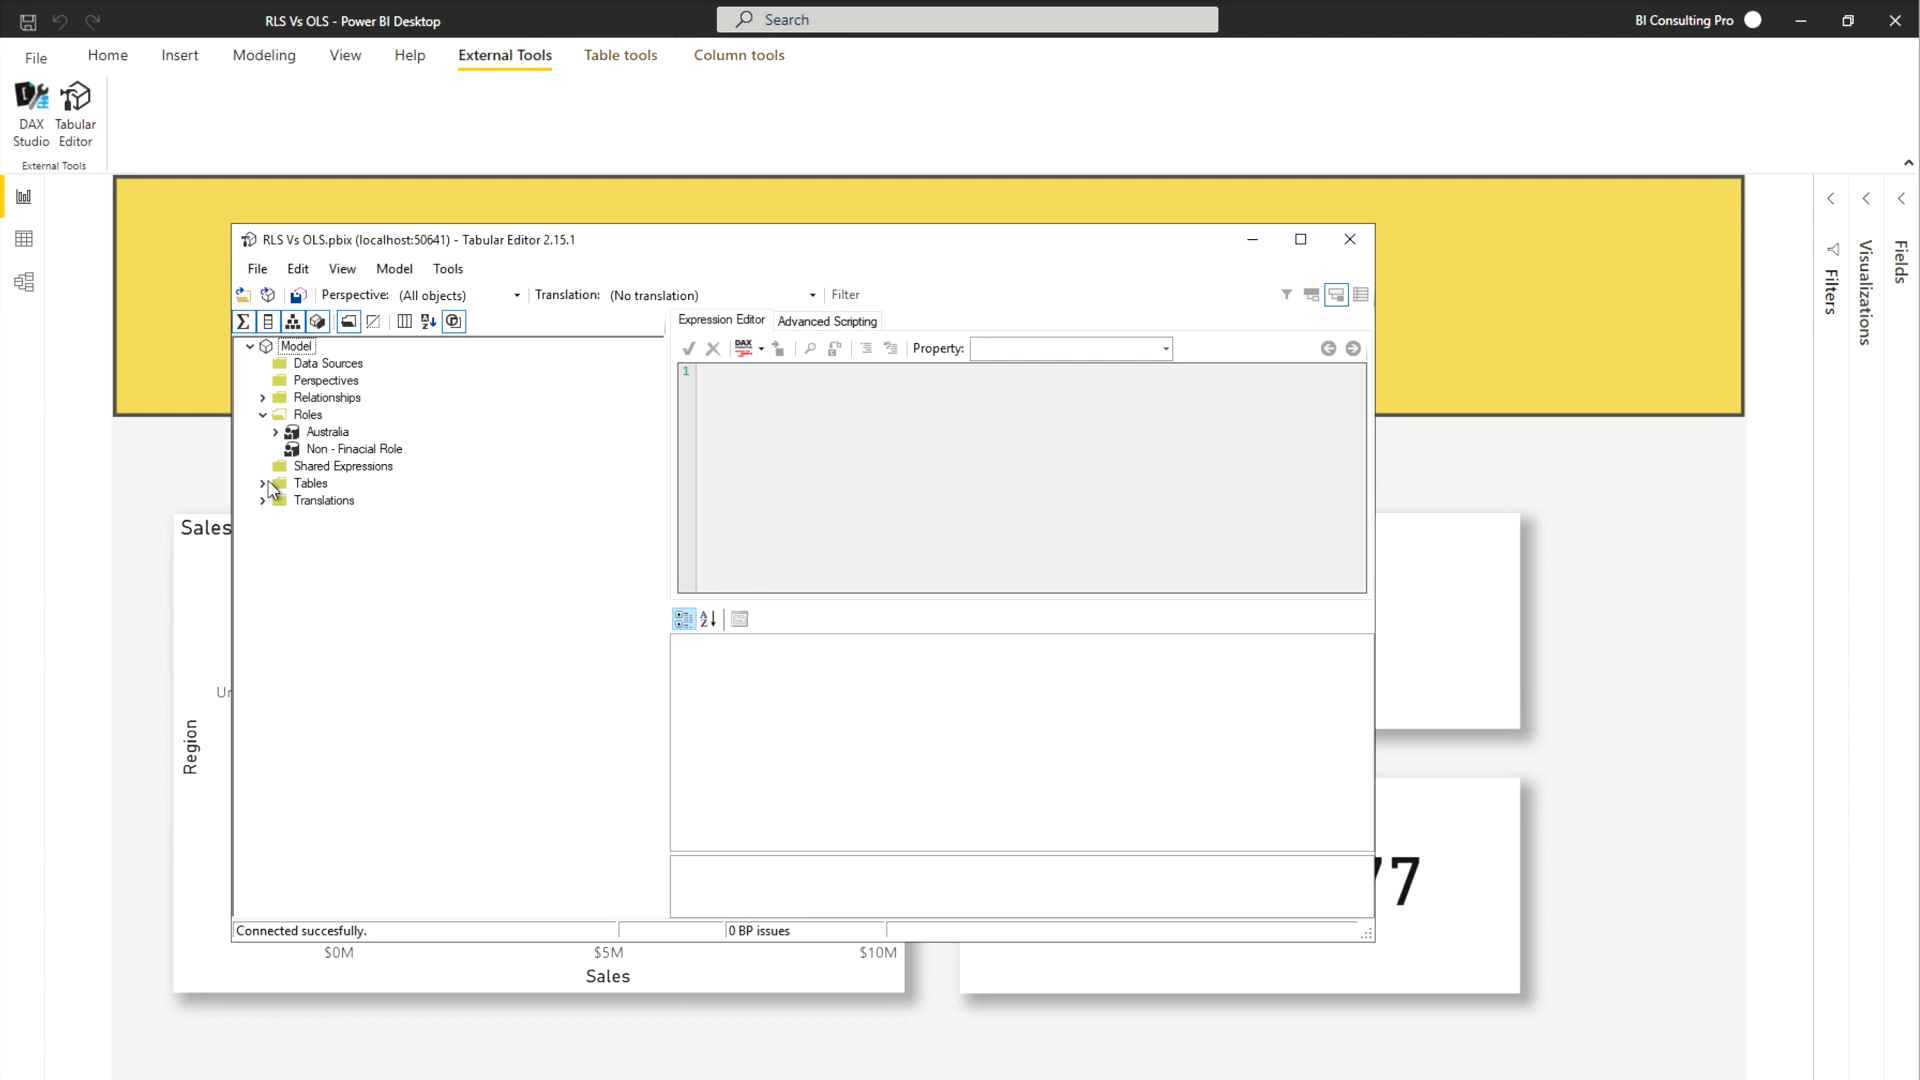 RLS Vs OLS - Power BI Desktop
Search
BI Consulting Pro
File
Home
Insert
Modeling
View
Help
External Tools
Table tools
Column tools
DAX
Studio
Tabular
Editor
External Tools
RLS Vs OLS.pbix (localhost:50641) - Tabular Editor 2.15.1
File
Edit
View
Model
Tools
Perspective:
(All objects)
Translation:
(No translation)
Filter
Expression Editor
Advanced Scripting
DAX
Property:
1
Model
Data Sources
Perspectives
Relationships
Roles
Australia
Non - Finacial Role
Shared Expressions
Tables
Translations
Filters
Visualizations
Fields
Sales
Ur
Region
77
Connected succesfully.
0 BP issues
$0M
$5M
$10M
Sales